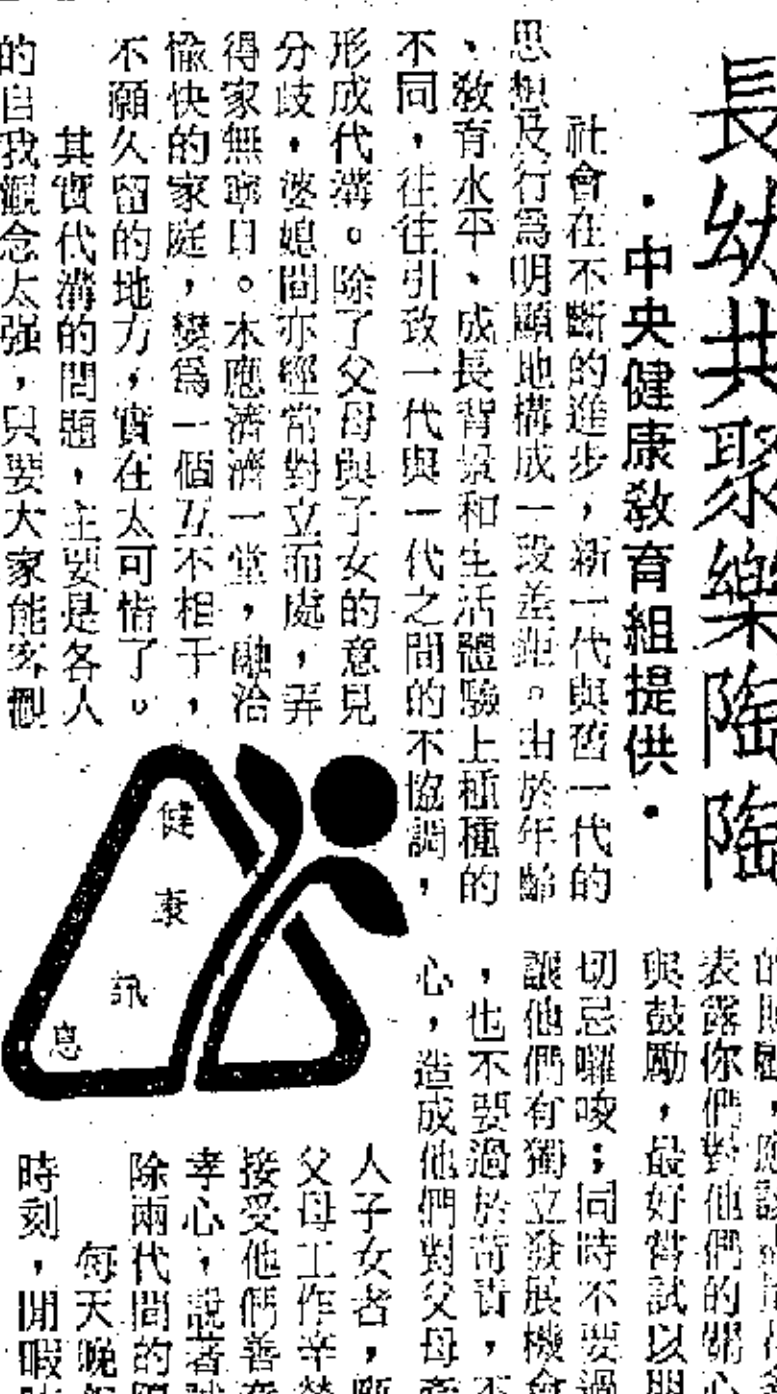 長幼共聚樂陶陶
•中央健康敎育組提供•
社會在不斷的進步，新一代與舊一代的
思想及行爲明顯地構成一段差距。由於年齡
、敎育水平、成長背景和生活體驗上種種的
不同，往往引致一代與一代之間的不協調，
形成代溝。除了父母與子女的意見
分歧，婆媳間亦經常對立而處，弄
得家無寧日。本應濟濟一堂，融洽
愉快的家庭，變爲一個互不相干，
不願久留的地方，實在太可惜了。
其實代溝的問題，主要是各人
的自我觀念太强，只要大家能客觀
健康訊息
的照顧，應該
表露你們對他們的關心
與鼓勵，最好嘗試以
切忌囉唆；同時不要過
讓他們有獨立發展機會
，也不要過於苛責，不
心，造成他們對父母
人子女者，
父母工作辛勞
接受他們善意
孝心，
除兩代間的
每天晚飯
時刻，閒暇